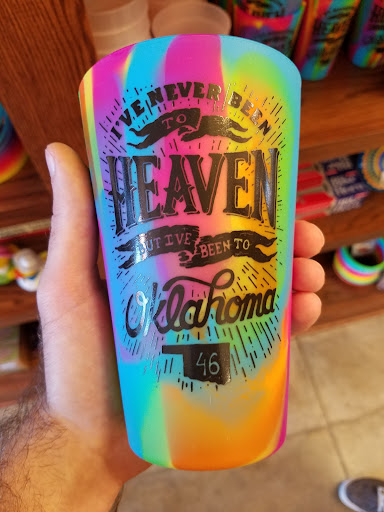 I'VE NEVER BEEN
TO
HEAVEN
BUT I'VE BEEN TO
Oklahoma
46